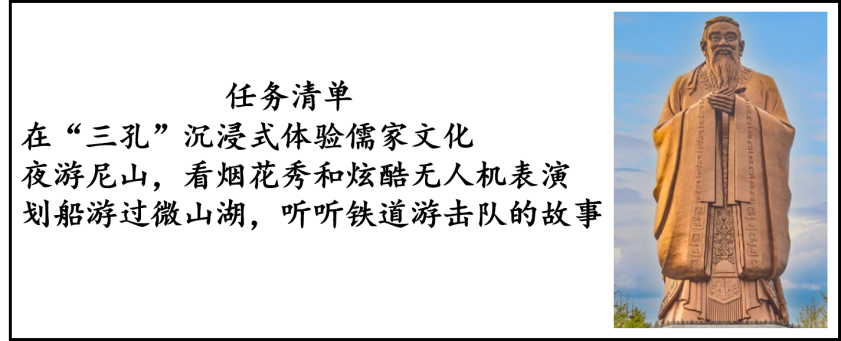 任务清单
在“三孔”沉浸式体验儒家文化
夜游尼山，看烟花秀和炫酷无人机表演
划船游过微山湖，听听铁道游击队的故事